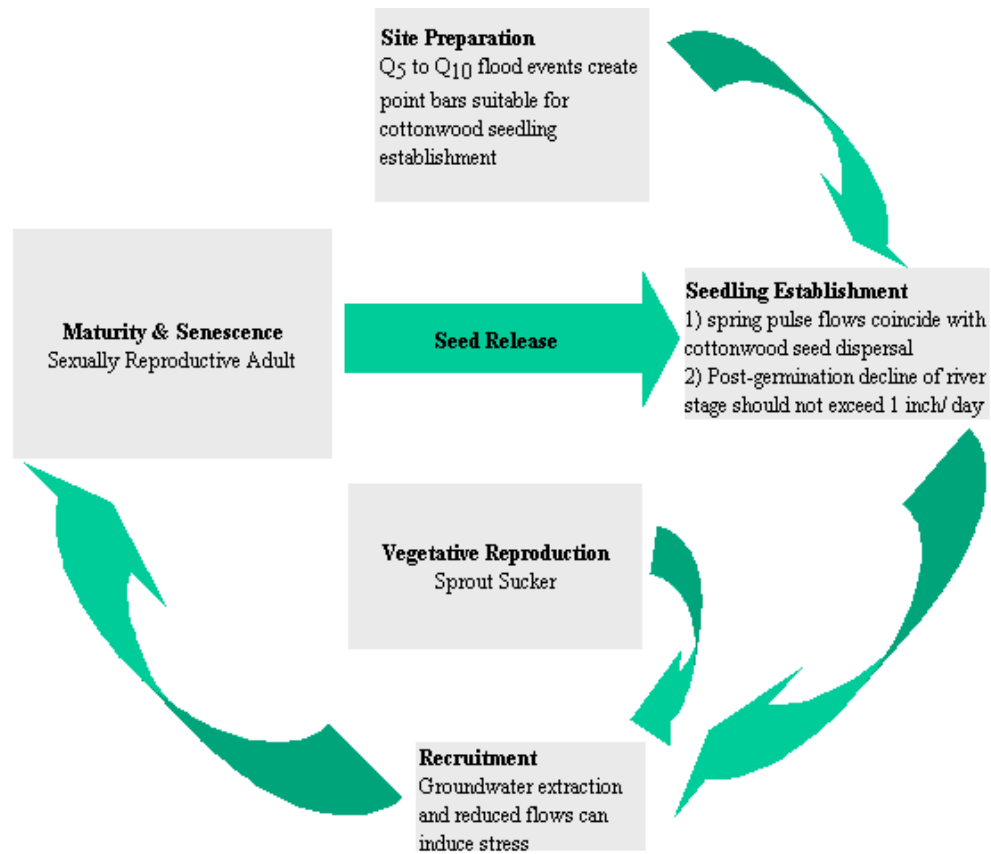 Site Preparation
Q5 to Q10 flood events create
point bars suitable for
cottonwood seedling
establishment
Maturity & Senescence
Sexually Reproductive Adult
Seed Release
Seedling Establishment
1) spring pulse flows coincide with
cottonwood seed dispersal
2) Post-germination decline of river
stage should not exceed 1 inch/ day
Vegetative Reproduction
Sprout Sucker
Recruitment
Groundwater extraction
and reduced flows can
induce stress